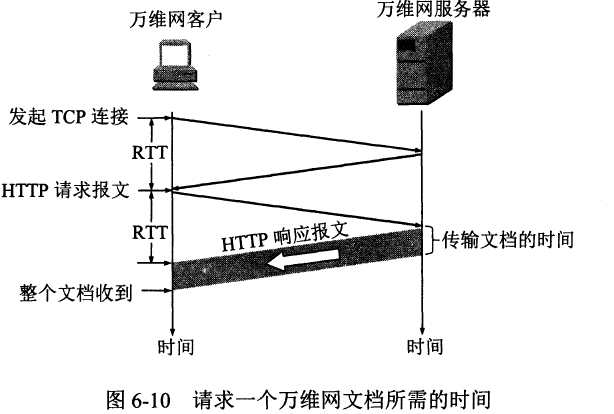 万维网客户
万维网服务器
发起 TCP 连接
RTT
HTTP 请求报文
RTT
HTTP 响应报文
传输文档的时间
整个文档收到
时间
时间
图 6-10 请求一个万维网文档所需的时间